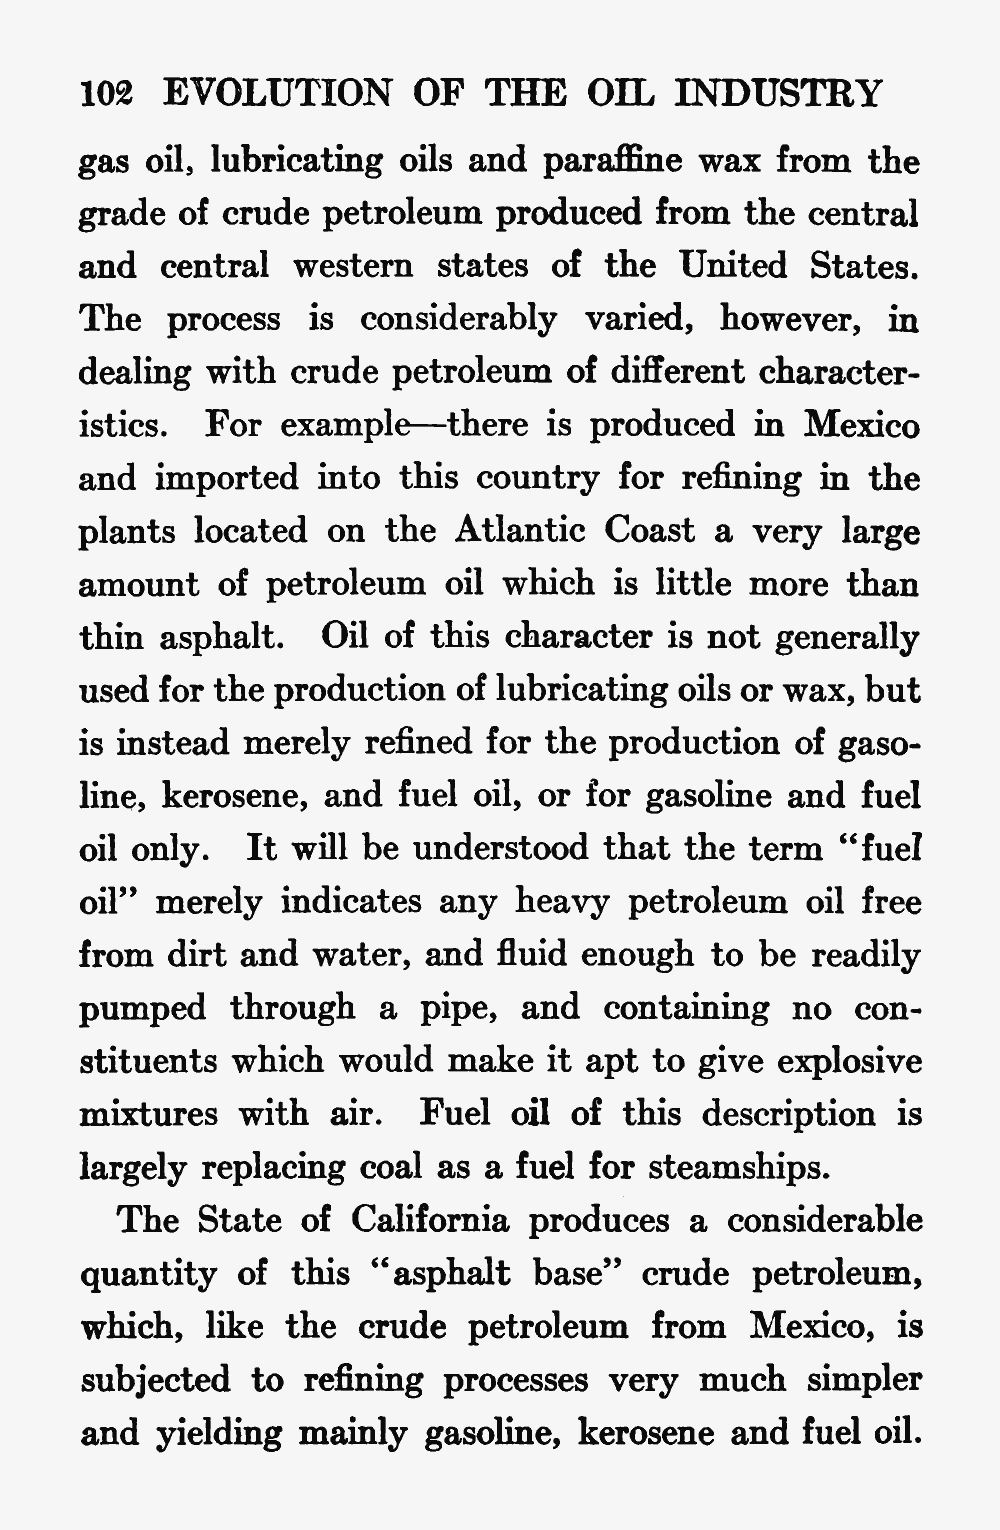 102 EVOLUTION OF THE OIL INDUSTRY
gas oil, lubricating oils and paraffine wax from the
grade of crude petroleum produced from the central
and central western states of the United States.
The process is considerably varied, however, in
dealing with crude petroleum of different character-
istics. For example—there is produced in Mexico
and imported into this country for refining in the
plants located on the Atlantic Coast a very large
amount of petroleum oil which is little more than
thin asphalt. Oil of this character is not generally
used for the production of lubricating oils or wax, but
is instead merely refined for the production of gaso-
line, kerosene, and fuel oil, or for gasoline and fuel
oil only. It will be understood that the term “fuel
oil” merely indicates any heavy petroleum oil free
from dirt and water, and fluid enough to be readily
pumped through a pipe, and containing no con-
stituents which would make it apt to give explosive
mixtures with air. Fuel oil of this description is
largely replacing coal as a fuel for steamships.
The State of California produces a considerable
quantity of this “asphalt base” crude petroleum,
which, like the crude petroleum from Mexico, is
subjected to refining processes very much simpler
and yielding mainly gasoline, kerosene and fuel oil.